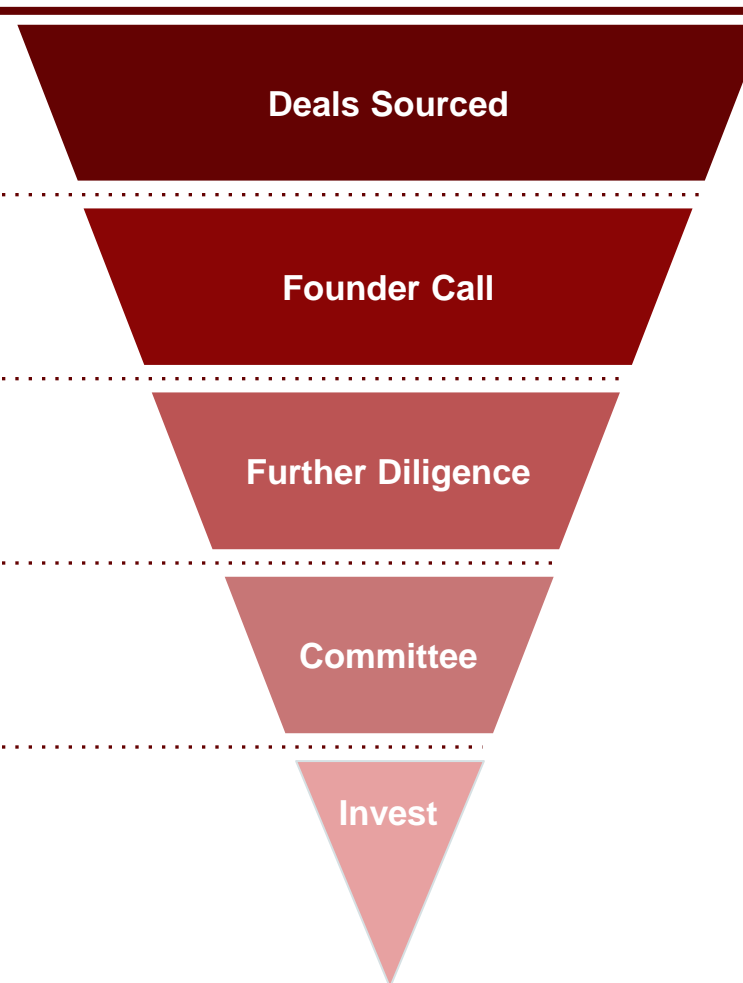 Deals Sourced
Founder Call
Further Diligence
Committee
Invest